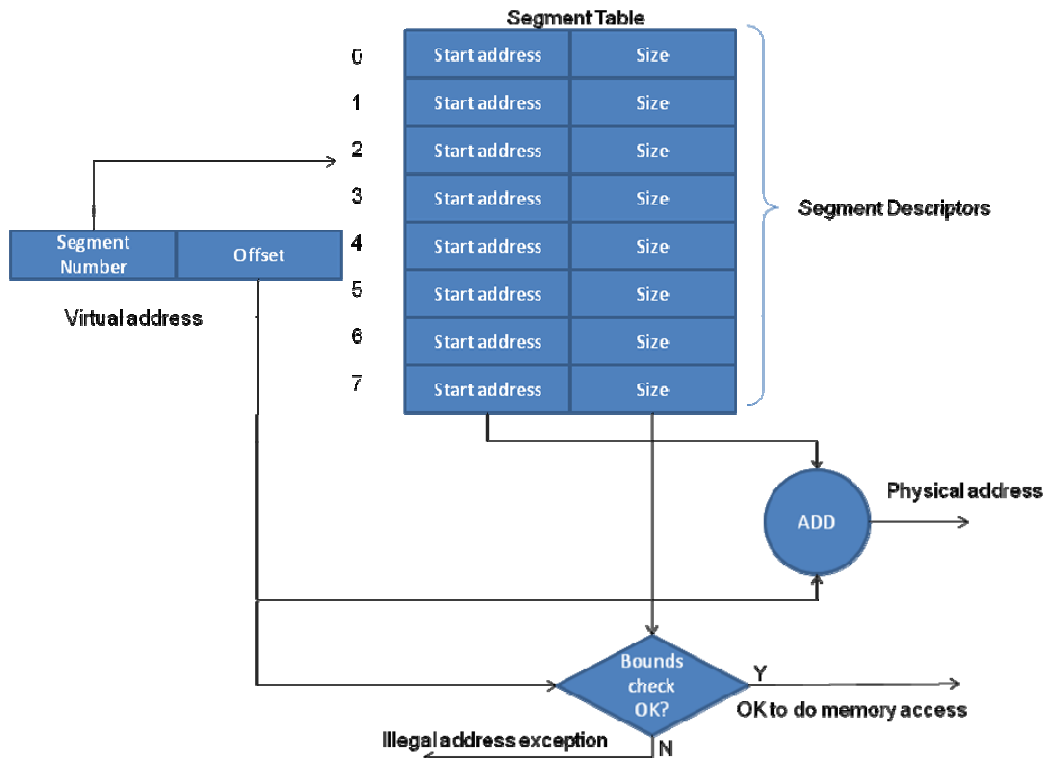 Segment Table
0
Start address
Size
1
Start address
Size
2
Start address
Size
3
Start address
Size
4
Start address
Size
5
Start address
Size
6
Start address
Size
7
Start address
Size
Segment Descriptors
Segment
Number
Offset
Virtual address
ADD
Physical address
Bounds
check
OK?
Y
OK to do memory access
N
Illegal address exception